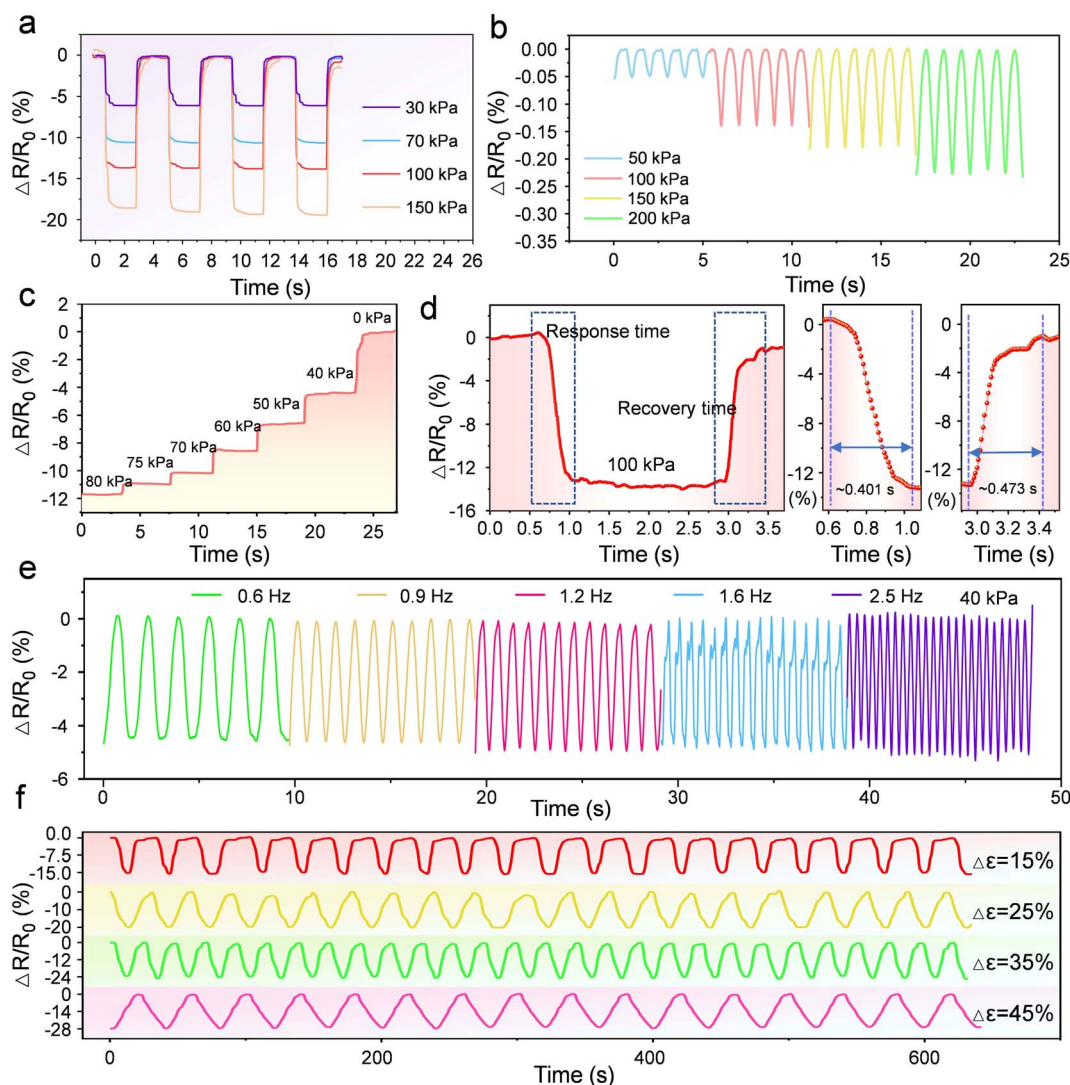 a
△R/R0 (%)
0
-5
-10
-15
-20
30 kPa
70 kPa
100 kPa
150 kPa
0 2 4 6 8 10 12 14 16 18 20 22 24 26
Time (s)
b
△R/R0 (%)
0.00
-0.05
-0.10
-0.15
-0.20
-0.25
-0.30
-0.35
50 kPa
100 kPa
150 kPa
200 kPa
0 5 10 15 20 25
Time (s)
c
△R/R0 (%)
2
0
-2
-4
-6
-8
-10
-12
80 kPa
75 kPa
70 kPa
60 kPa
50 kPa
40 kPa
0 kPa
0 5 10 15 20 25
Time (s)
d
△R/R0 (%)
0
-4
-8
-12
-16
Response time
Recovery time
100 kPa
0.0 0.5 1.0 1.5 2.0 2.5 3.0 3.5
Time (s)
0
-4
-8
-12
(%)
~0.401 s
0.6 0.8 1.0
Time (s)
0
-4
-8
-12
(%)
~0.473 s
3.0 3.2 3.4
Time (s)
e
△R/R0 (%)
0
-2
-4
-6
0.6 Hz 0.9 Hz 1.2 Hz 1.6 Hz 2.5 Hz 40 kPa
0 10 20 30 40 50
Time (s)
f
△R/R0 (%)
0.0
-7.5
-15.0
△ε=15%
0
-10
-20
△ε=25%
0
-12
-24
△ε=35%
0
-14
-28
△ε=45%
0 200 400 600
Time (s)